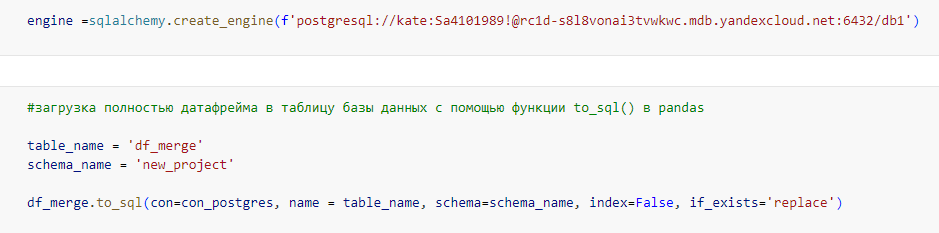 engine =sqlalchemy.create_engine(f'postgresql://kate:Sa4101989!@rc1d-s8l8vonai3tvwkwc.mdb.yandexcloud.net:6432/db1')
#загрузка полностью датафрейма в таблицу базы данных с помощью функции to_sql() в pandas
table_name = 'df_merge'
schema_name = 'new_project'
df_merge.to_sql(con=con_postgres, name = table_name, schema=schema_name, index=False, if_exists='replace')